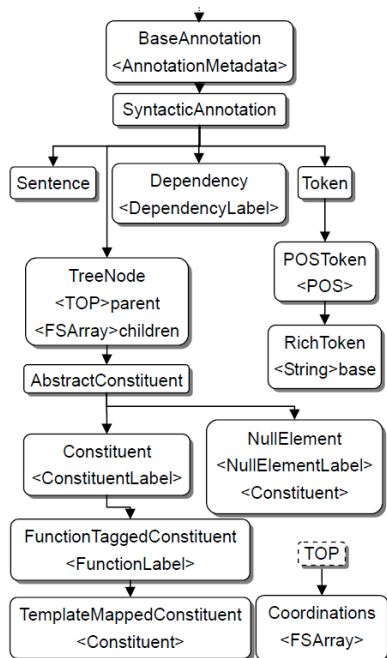 BaseAnnotation
<AnnotationMetadata>
SyntacticAnnotation
Sentence
Dependency
<DependencyLabel>
Token
TreeNode
<TOP>parent
<FSArray>children
POSToken
<POS>
RichToken
<String>base
AbstractConstituent
Constituent
<ConstituentLabel>
NullElement
<NullElementLabel>
<Constituent>
FunctionTaggedConstituent
<FunctionLabel>
TOP
TemplateMappedConstituent
<Constituent>
Coordinations
<FSArray>